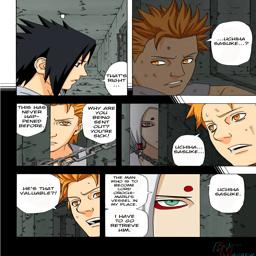 ...UCHIHA
SASUKE...?
THAT'S
RIGHT
...
THIS HAS
NEVER
HAP-
PENED
BEFORE.
WHY ARE
YOU BEING
SENT OUT?
YOU'RE
SICK!
UCHIHA...
SASUKE...
HE'S THAT
VALUABLE?!
THE MAN
WHO IS TO
BECOME
LORD
OROCHI-
MARU'S
VESSEL IN
MY PLACE.
I HAVE
TO GO
RETRIEVE
HIM.
UCHIHA
SASUKE.